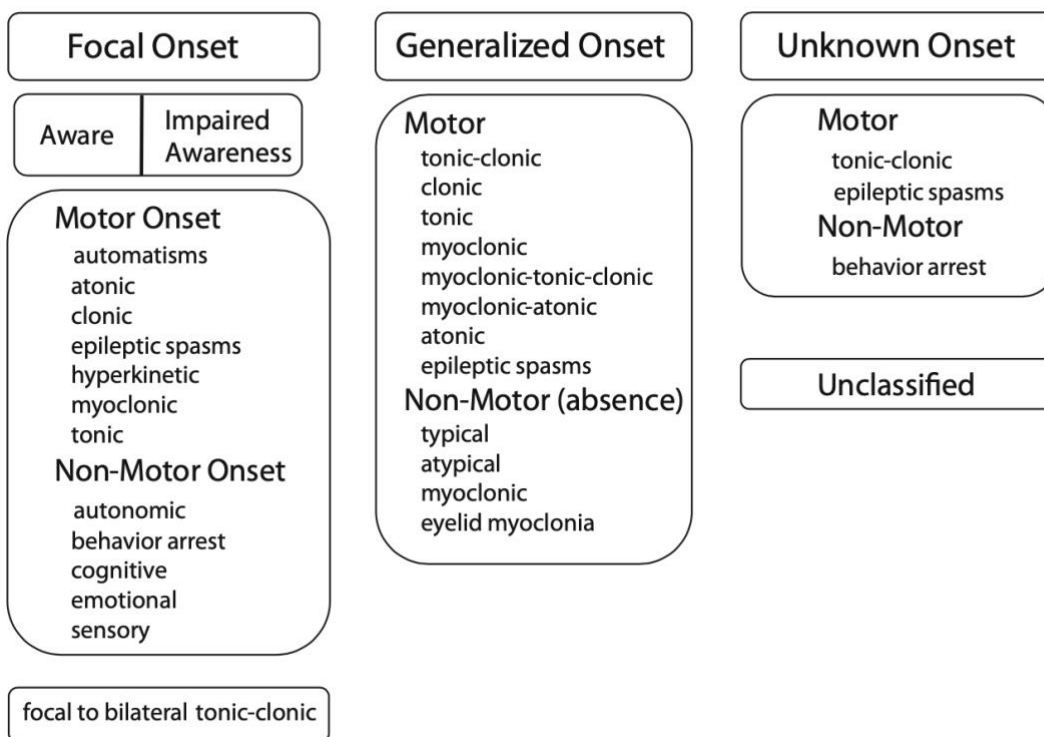 Focal Onset
Aware
Impaired
Awareness
Motor Onset
automatisms
atonic
clonic
epileptic spasms
hyperkinetic
myoclonic
tonic
Non-Motor Onset
autonomic
behavior arrest
cognitive
emotional
sensory
focal to bilateral tonic-clonic
Generalized Onset
Motor
tonic-clonic
clonic
tonic
myoclonic
myoclonic-tonic-clonic
myoclonic-atonic
atonic
epileptic spasms
Non-Motor (absence)
typical
atypical
myoclonic
eyelid myoclonia
Unknown Onset
Motor
tonic-clonic
epileptic spasms
Non-Motor
behavior arrest
Unclassified